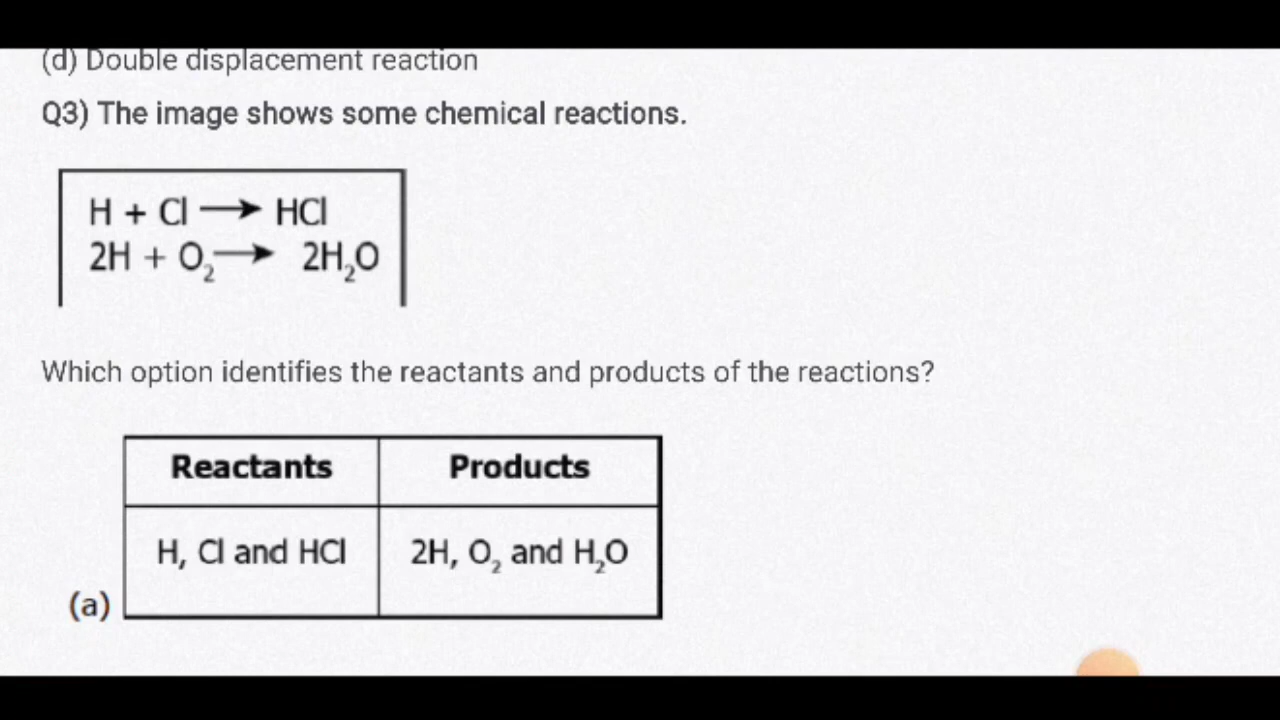 (d) Double displacement reaction
Q3) The image shows some chemical reactions.
H + Cl ⟶ HCl
2H + O₂ ⟶ 2H₂O
Which option identifies the reactants and products of the reactions?
Reactants Products
H, Cl and HCl 2H, O₂ and H₂O
(a)